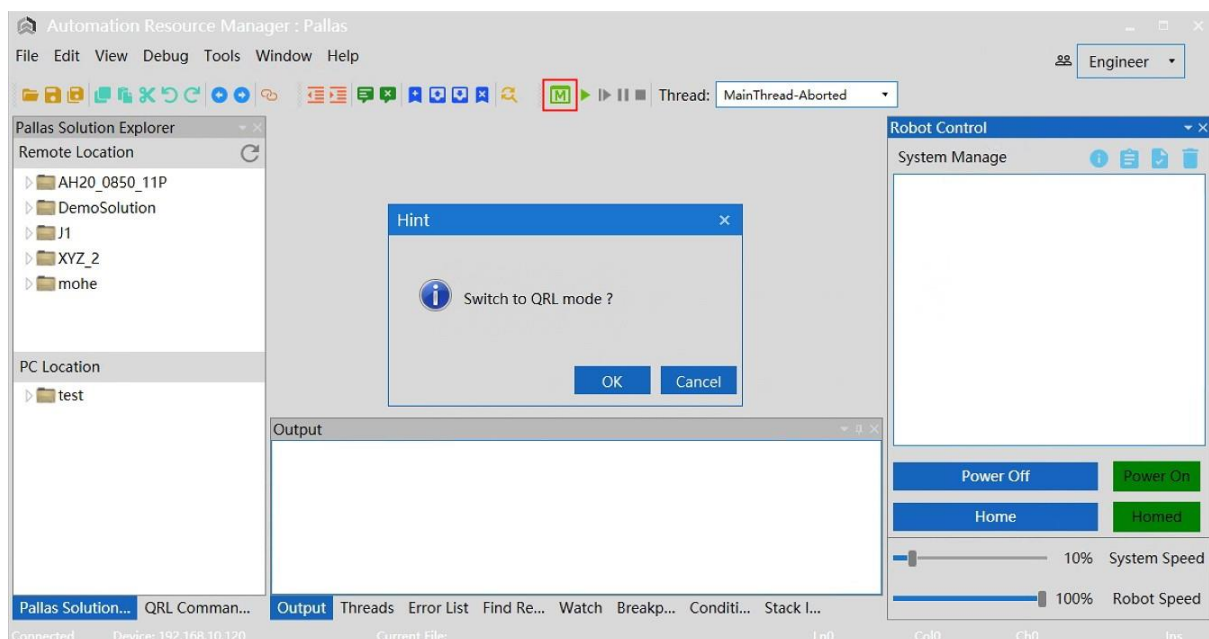 Automation Resource Manager : Pallas
File Edit View Debug Tools Window Help
Engineer
M Thread: MainThread-Aborted
Pallas Solution Explorer
Remote Location
AH20_0850_11P
DemoSolution
J1
XYZ_2
mohe
PC Location
test
Pallas Solution... QRL Comman...
Hint
Switch to QRL mode ?
OK Cancel
Output
Output Threads Error List Find Re... Watch Breakp... Conditi... Stack I...
Robot Control
System Manage
Power Off Power On
Home Homed
10% System Speed
100% Robot Speed
Connected Device: 192.168.10.120 Current File: Ln0 Col0 Ch0 Ins